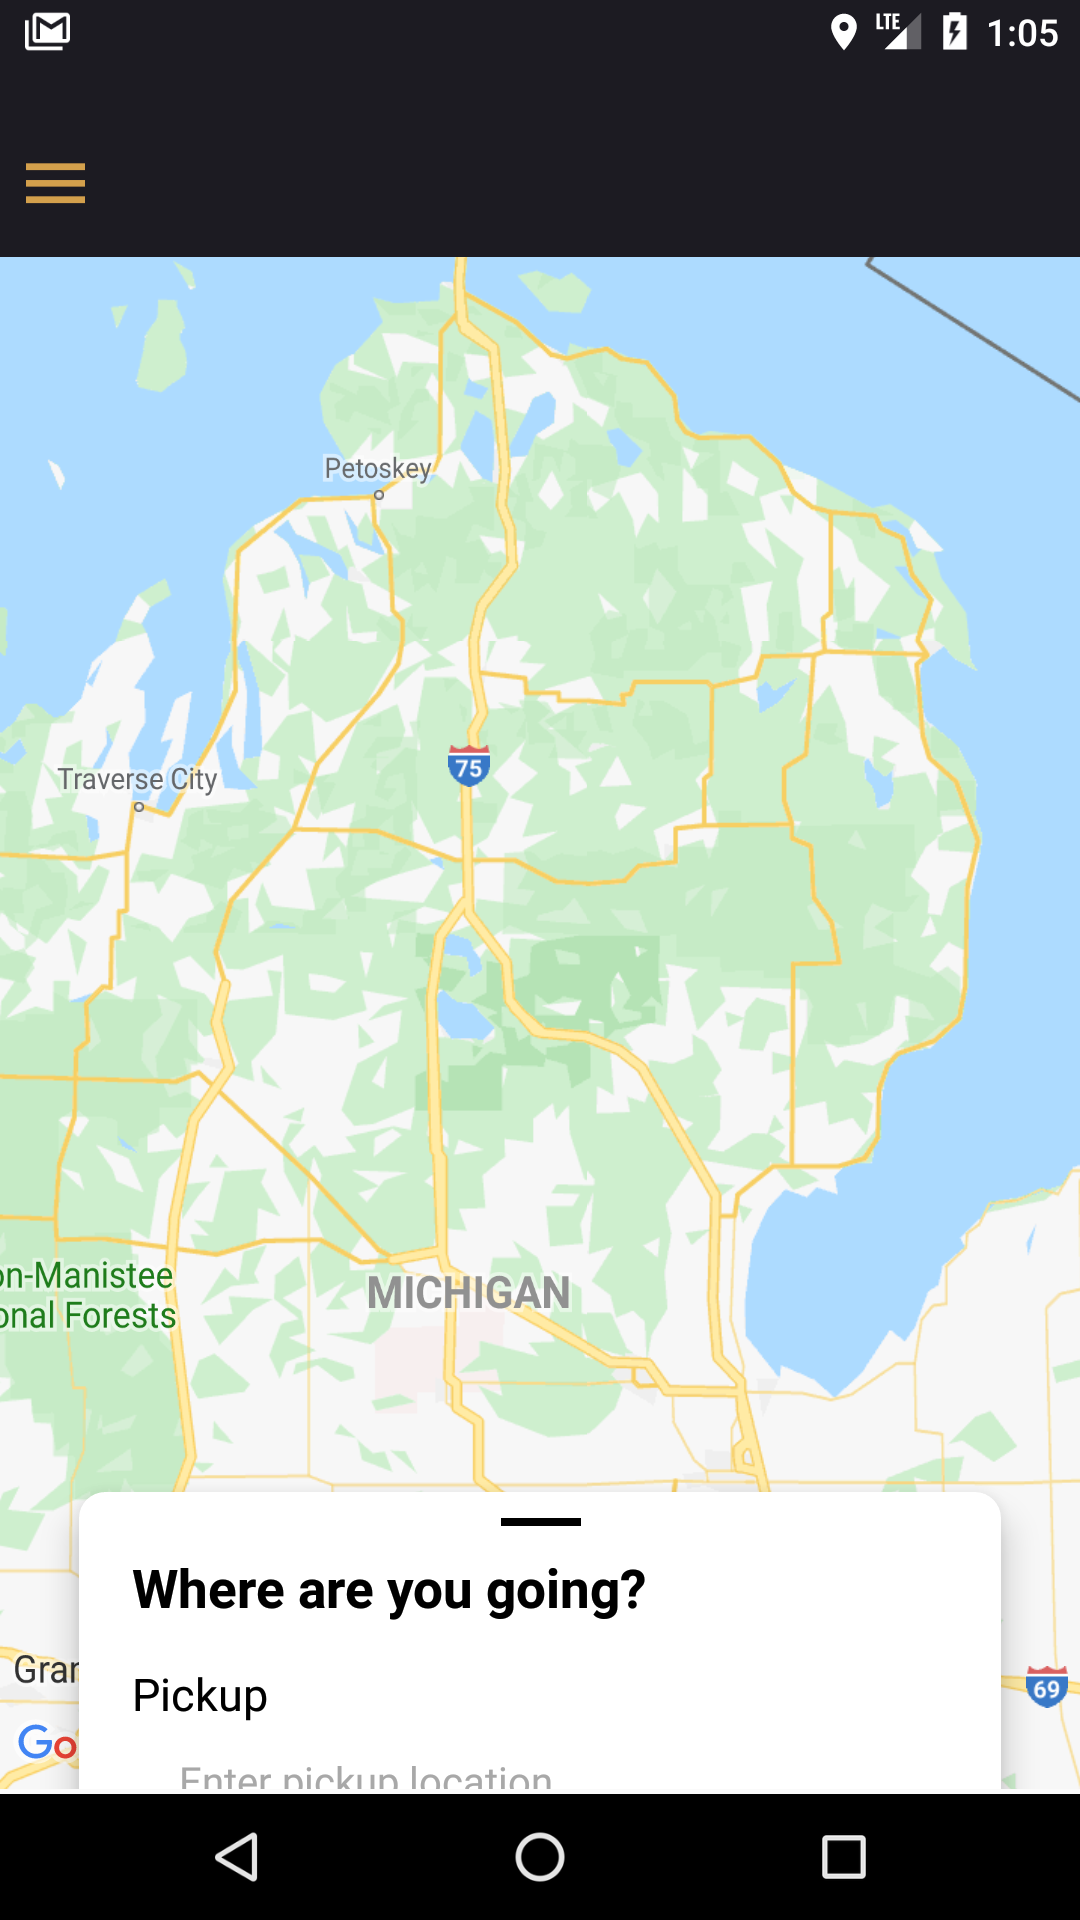 LTE 1:05
Petoskey
75
Traverse City
on-Manistee
onal Forests
MICHIGAN
Where are you going?
Gran
Pickup
69
Go
Enter pickup location